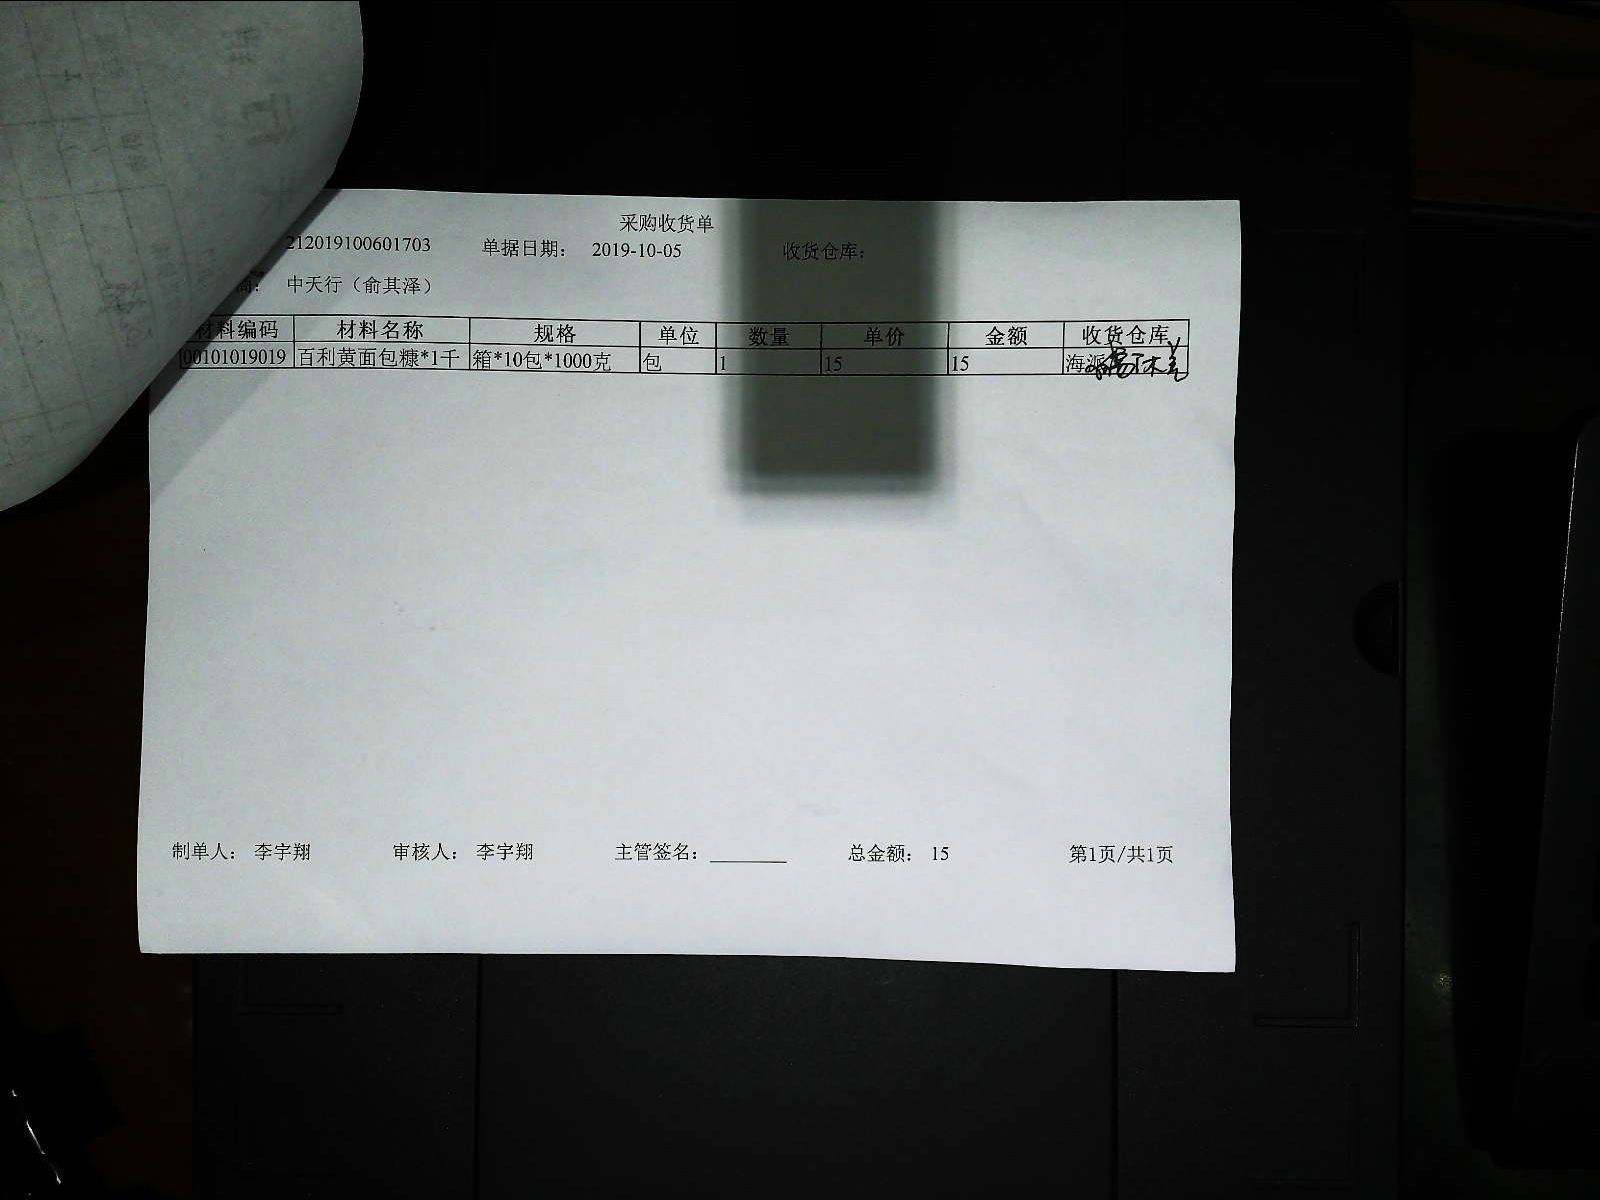 采购收货单
212019100601703 单据日期： 2019-10-05 收货仓库：
商： 中天行（俞其泽）
材料编码 材料名称 规格 单位 数量 单价 金额 收货仓库
00101019019 百利黄面包糠*1千 箱*10包*1000克 包 1 15 15 海派
制单人： 李宇翔 审核人： 李宇翔 主管签名： 总金额： 15 第1页/共1页